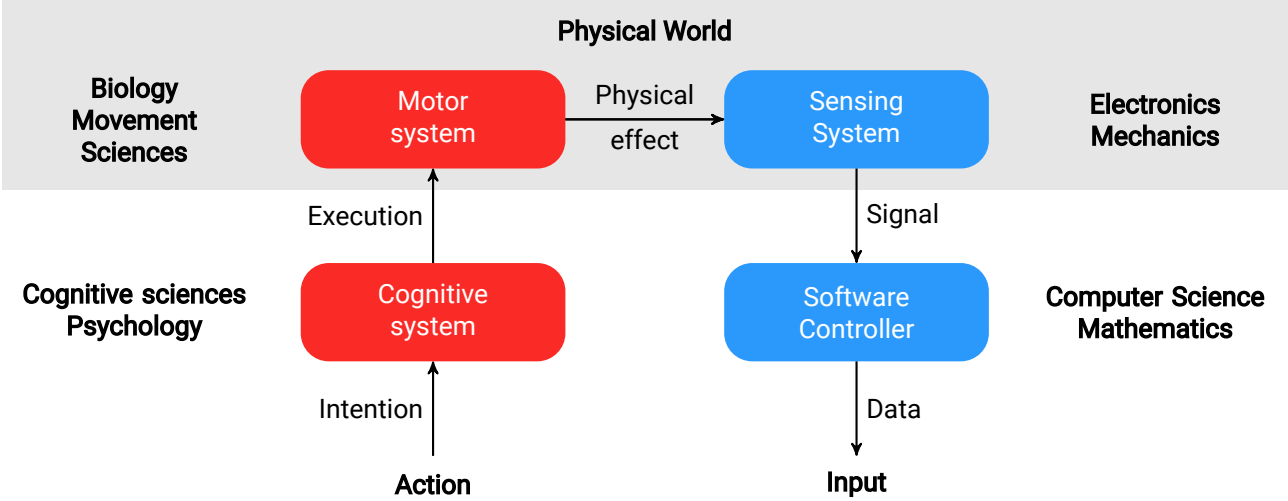 Physical World
Biology
Movement
Sciences
Motor
system
Physical
effect
Sensing
System
Electronics
Mechanics
Execution
Signal
Cognitive sciences
Psychology
Cognitive
system
Software
Controller
Computer Science
Mathematics
Intention
Data
Action
Input